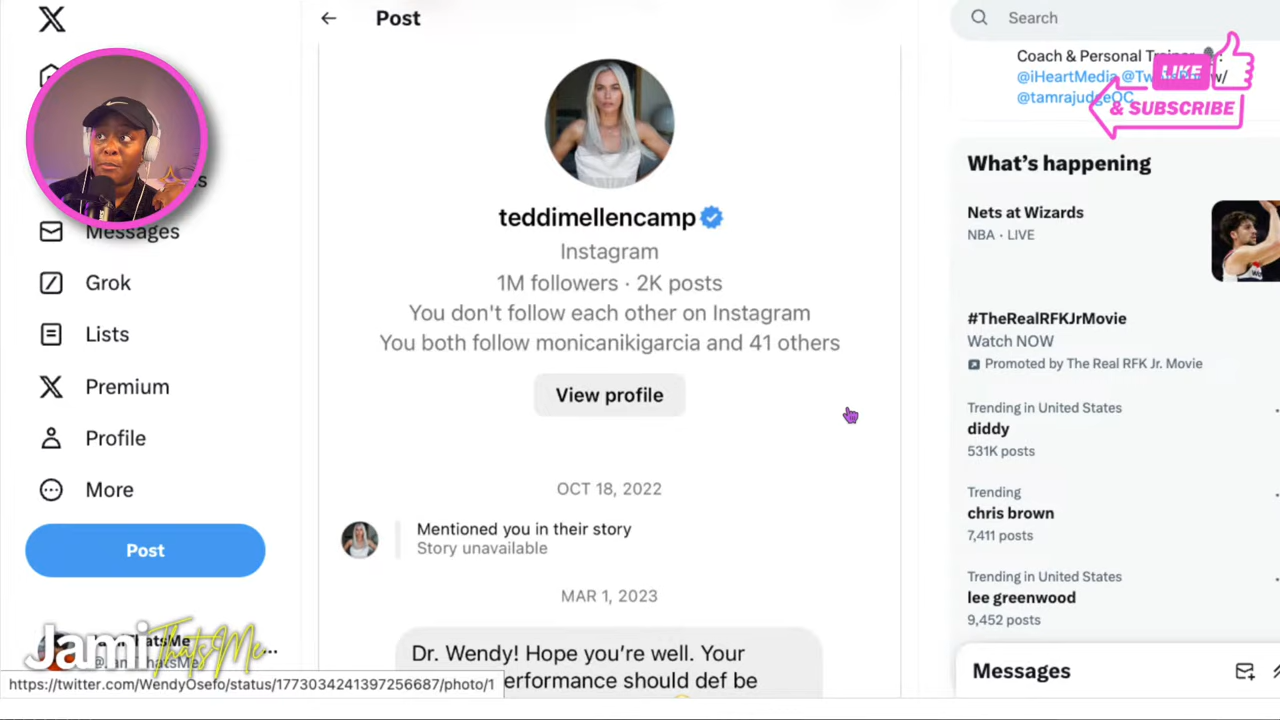 Post
Search
Coach & Personal Trainer
@iHeartMedia w/
@tamrajudgeOC
LIKE
& SUBSCRIBE
Messages
Grok
Lists
Premium
Profile
More
Post
teddimellencamp
Instagram
1M followers · 2K posts
You don't follow each other on Instagram
You both follow monicanikigarcia and 41 others
View profile
OCT 18, 2022
Mentioned you in their story
Story unavailable
MAR 1, 2023
Dr. Wendy! Hope you're well. Your
erformance should def be
What's happening
Nets at Wizards
NBA · LIVE
#TheRealRFKJrMovie
Watch NOW
Promoted by The Real RFK Jr. Movie
Trending in United States
diddy
531K posts
Trending
chris brown
7,411 posts
Trending in United States
lee greenwood
9,452 posts
Messages
JamiThatsMe
https://twitter.com/WendyOsefo/status/1773034241397256687/photo/1